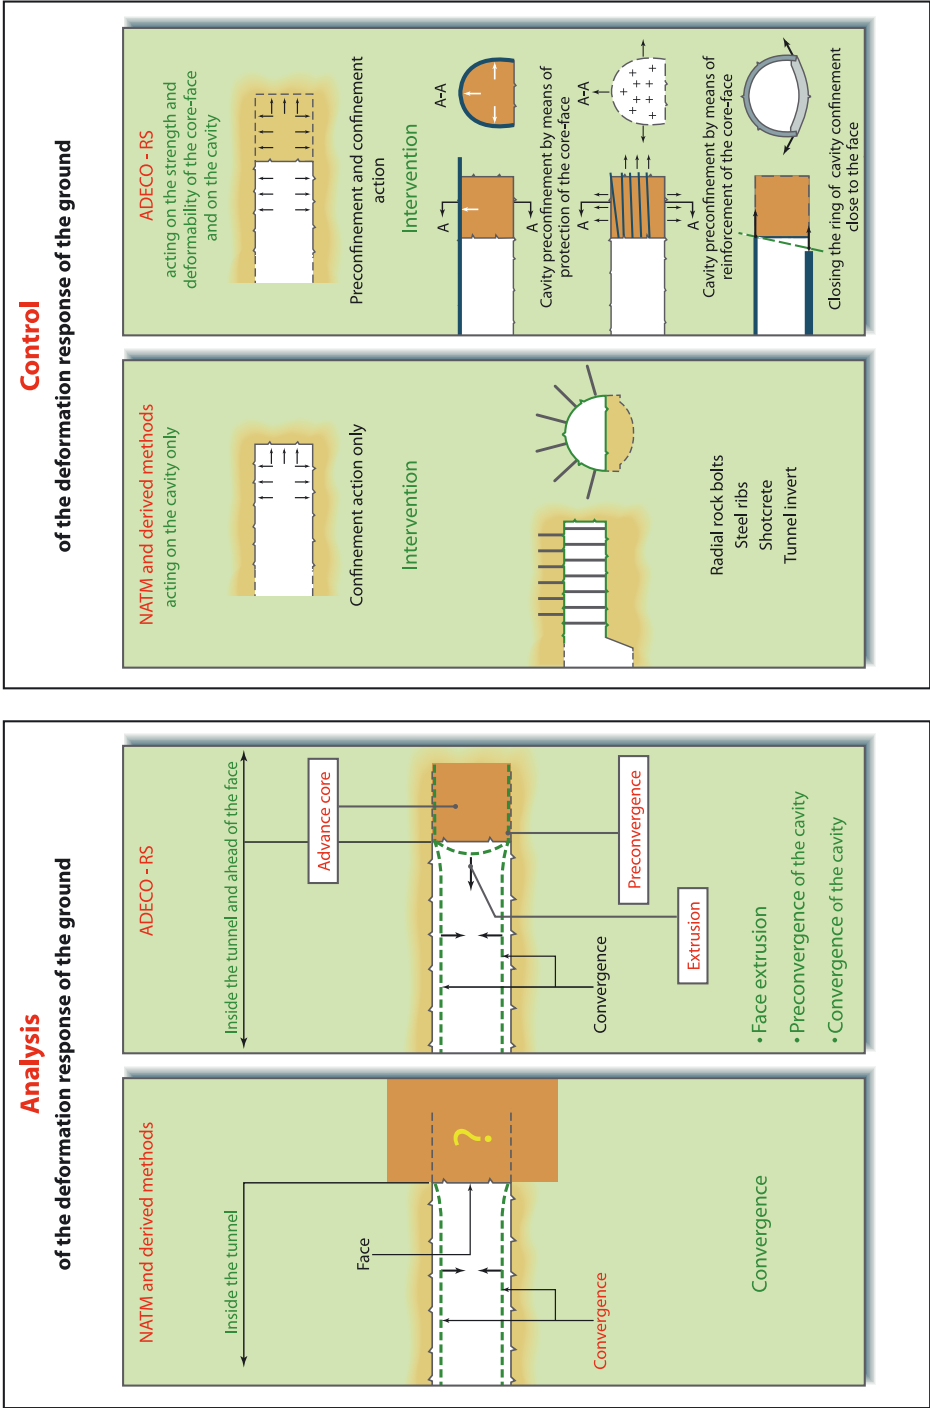 Analysis
of the deformation response of the ground
NATM and derived methods
Inside the tunnel
?
Face
Convergence
Convergence
ADECO - RS
Inside the tunnel and ahead of the face
Advance core
Preconvergence
Extrusion
Convergence
• Face extrusion
• Preconvergence of the cavity
• Convergence of the cavity
Control
of the deformation response of the ground
NATM and derived methods
acting on the cavity only
Confinement action only
Intervention
Radial rock bolts
Steel ribs
Shotcrete
Tunnel invert
ADECO - RS
acting on the strength and
deformability of the core-face
and on the cavity
Preconfinement and confinement
action
Intervention
A
A
A-A
Cavity preconfinement by means of
protection of the core-face
A
A
A-A
Cavity preconfinement by means of
reinforcement of the core-face
Closing the ring of cavity confinement
close to the face